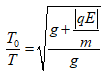 T₀/T = √((g + |qE|/m)/g)